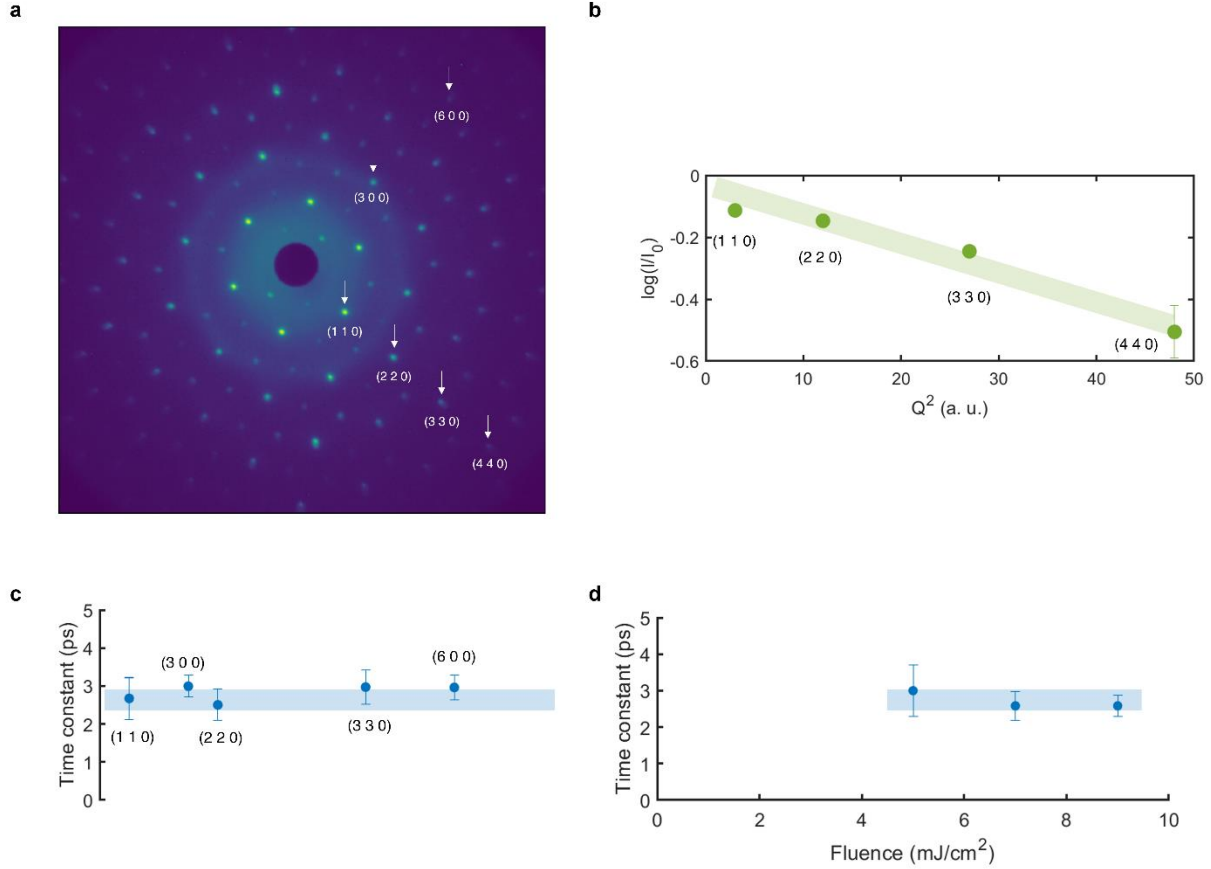 a
(6 0 0)
(3 0 0)
(1 1 0)
(2 2 0)
(3 3 0)
(4 4 0)
b
0
-0.2
-0.4
-0.6
log(I/I0)
(1 1 0)
(2 2 0)
(3 3 0)
(4 4 0)
0 10 20 30 40 50
Q2 (a. u.)
c
5
4
3
2
1
0
Time constant (ps)
(3 0 0)
(6 0 0)
(1 1 0)
(2 2 0)
(3 3 0)
d
5
4
3
2
1
0
Time constant (ps)
0 2 4 6 8 10
Fluence (mJ/cm2)